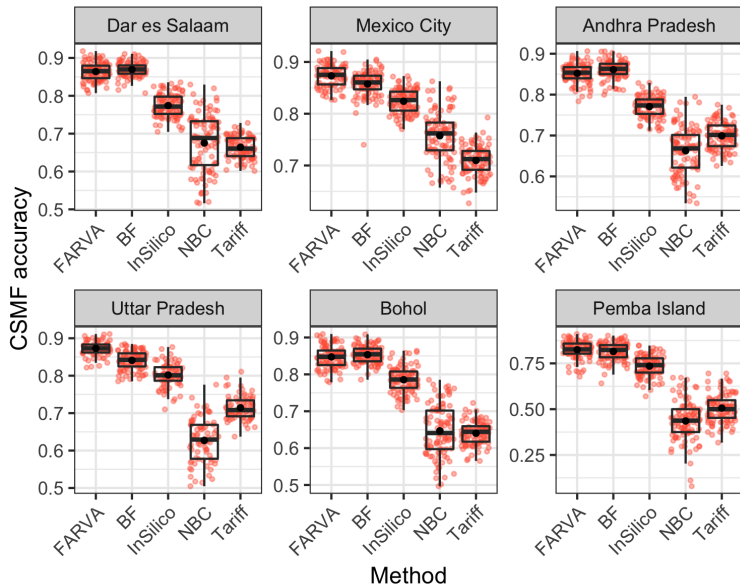 Dar es Salaam
Mexico City
Andhra Pradesh
0.9
0.8
0.7
0.6
0.5
0.9
0.8
0.7
0.9
0.8
0.7
0.6
FARVA BF InSilico NBC Tariff
FARVA BF InSilico NBC Tariff
FARVA BF InSilico NBC Tariff
CSMF accuracy
Uttar Pradesh
Bohol
Pemba Island
0.9
0.8
0.7
0.6
0.5
0.9
0.8
0.7
0.6
0.5
0.75
0.50
0.25
FARVA BF InSilico NBC Tariff
FARVA BF InSilico NBC Tariff
FARVA BF InSilico NBC Tariff
Method